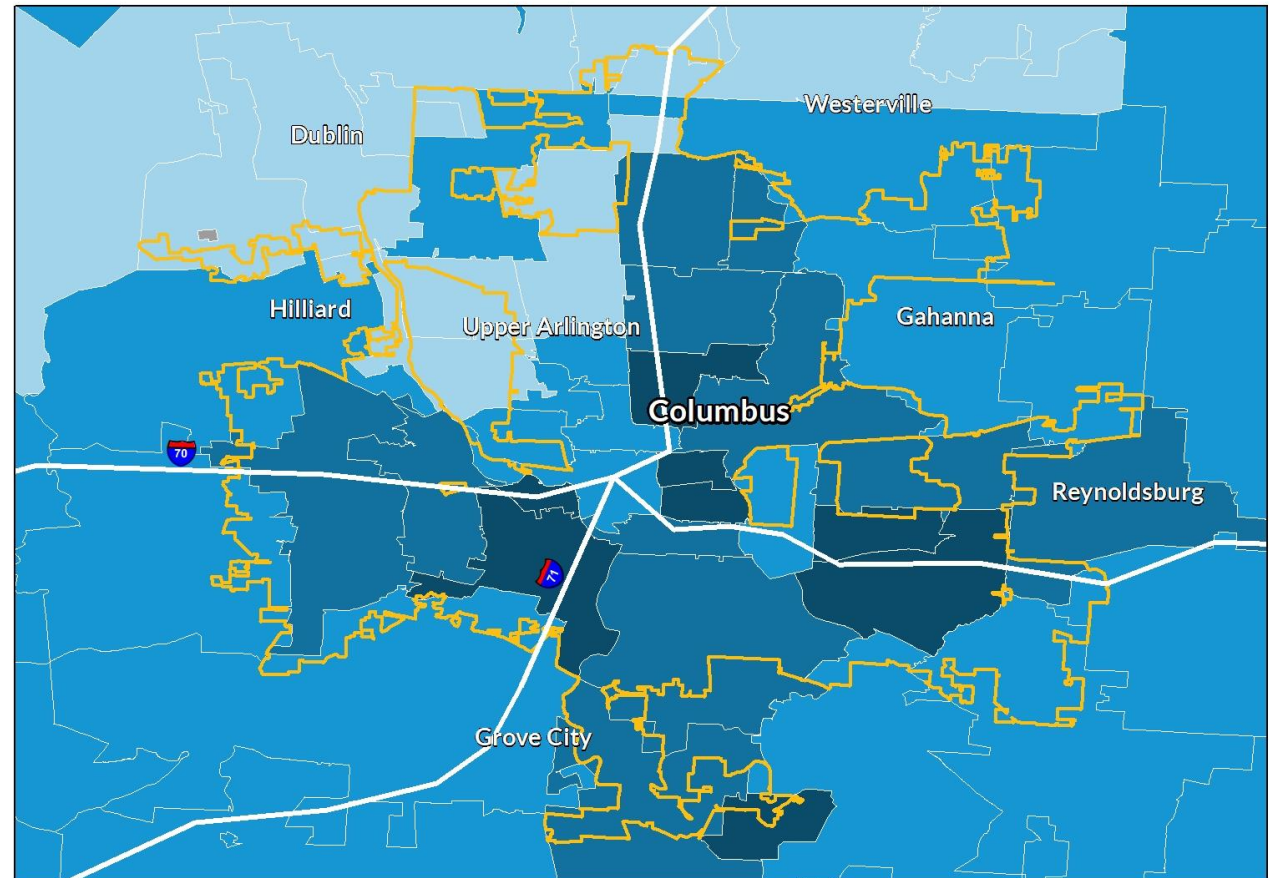 Westerville
Dublin
Hilliard
Upper Arlington
Gahanna
Columbus
70
Reynoldsburg
71
Grove City